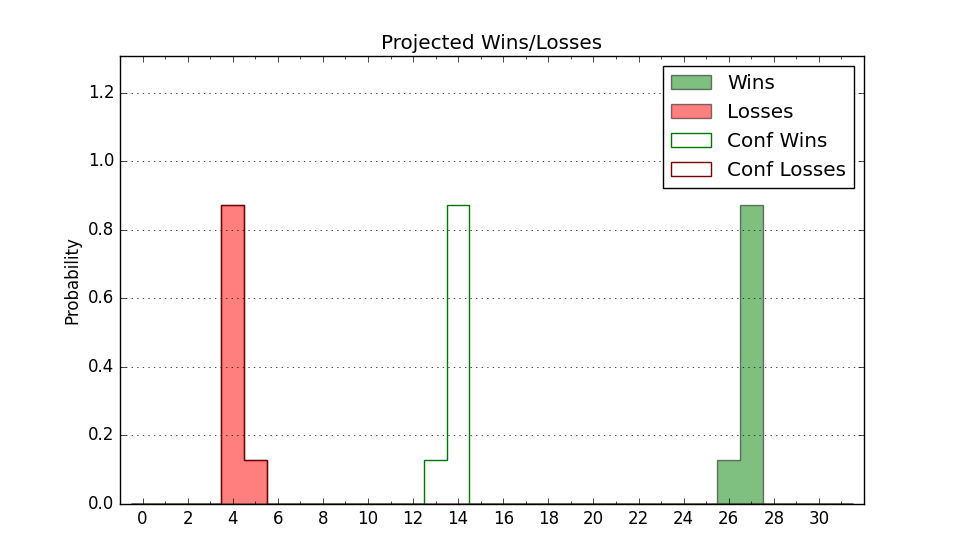 Projected Wins/Losses
Wins
Losses
Conf Wins
Conf Losses
Probability
1.2
1.0
0.8
0.6
0.4
0.2
0.0
0 2 4 6 8 10 12 14 16 18 20 22 24 26 28 30